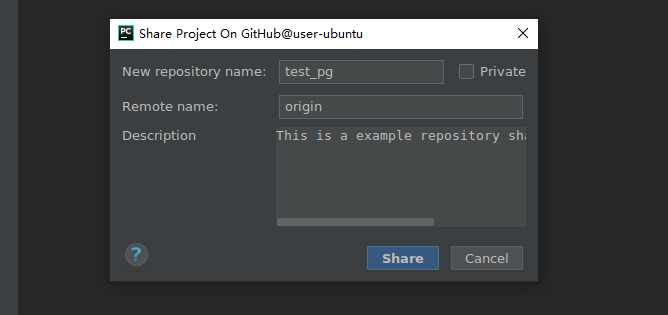 PC Share Project On GitHub@user-ubuntu
New repository name: test_pg Private
Remote name: origin
Description This is a example repository sha
? Share Cancel